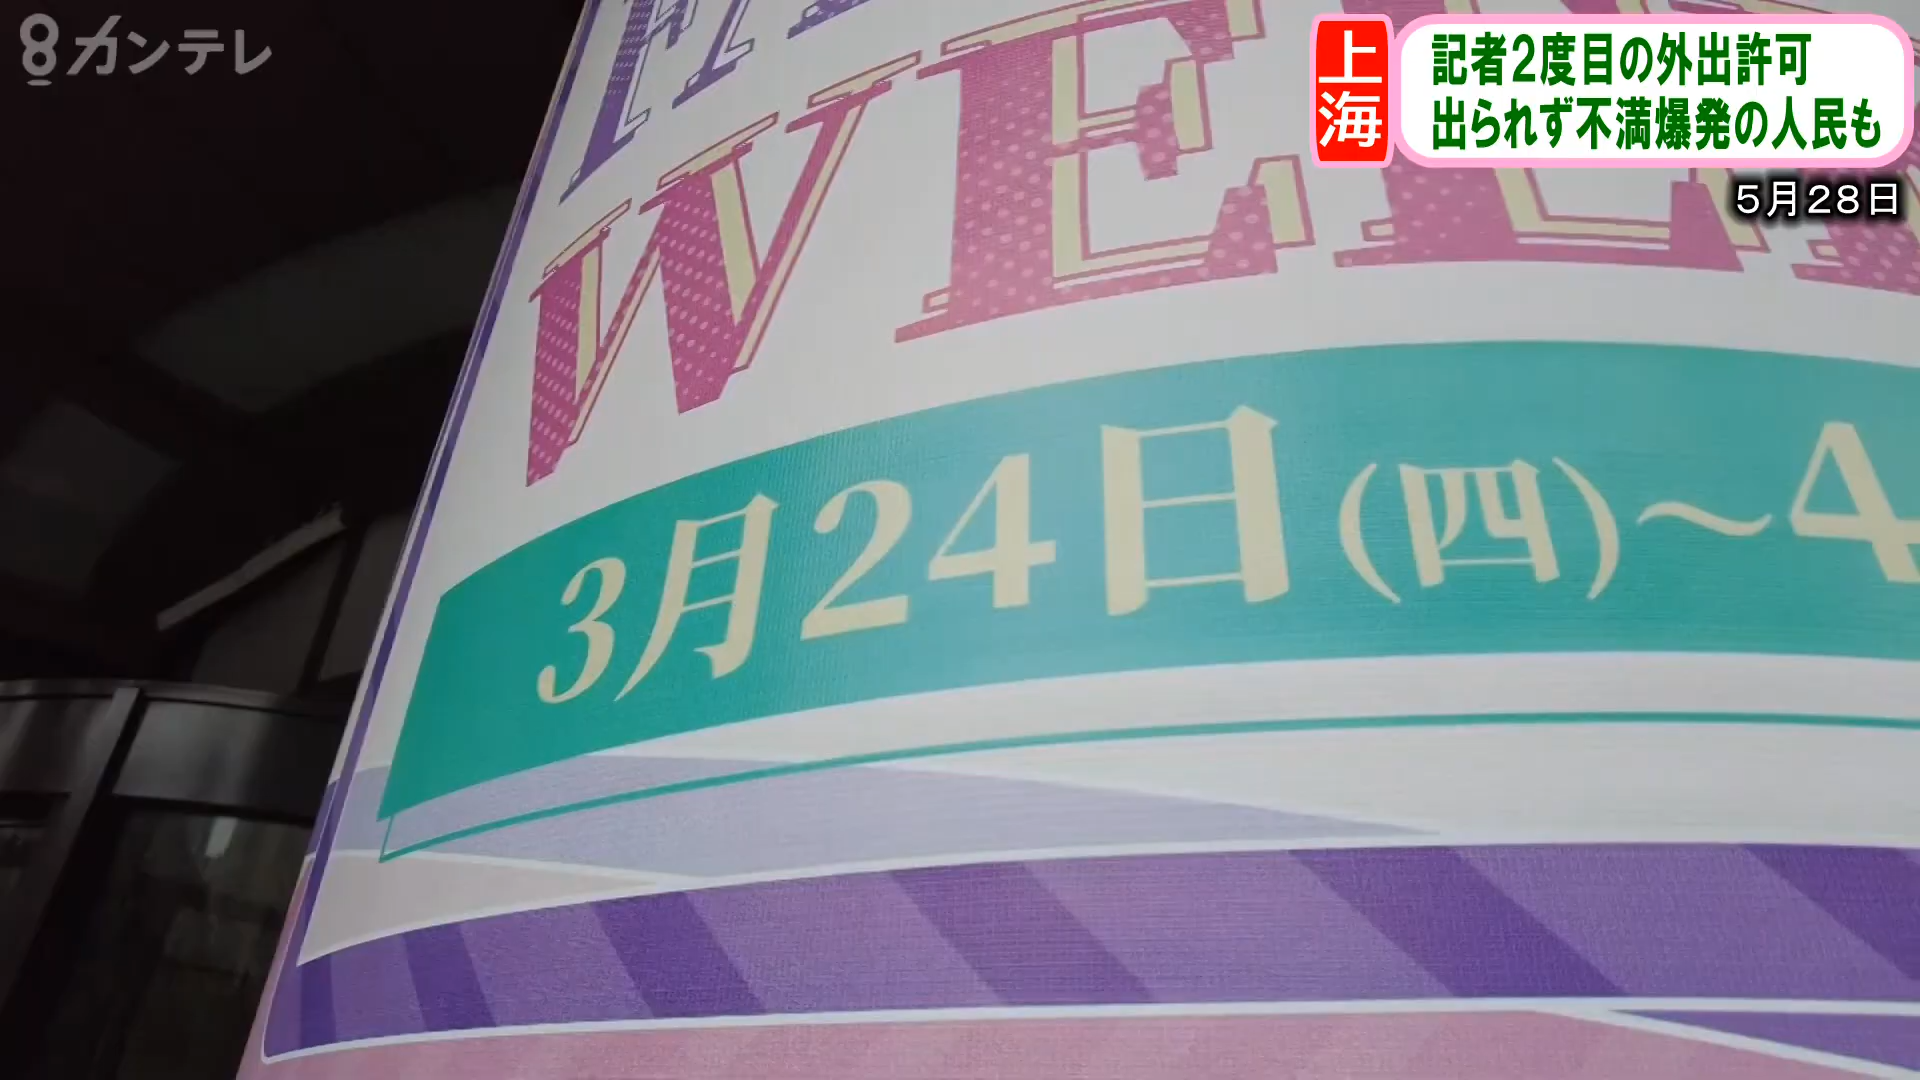 カンテレ
上海
記者2度目の外出許可
出られず不満爆発の人民も
5月28日
3月24日(四)~4